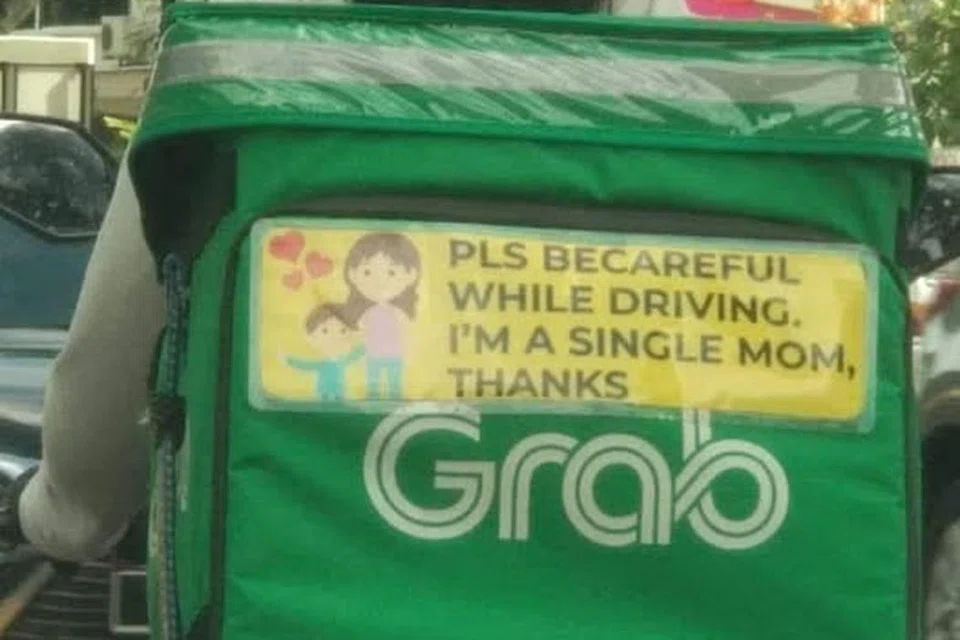 PLS BECAREFUL
WHILE DRIVING.
I'M A SINGLE MOM,
THANKS
Grab